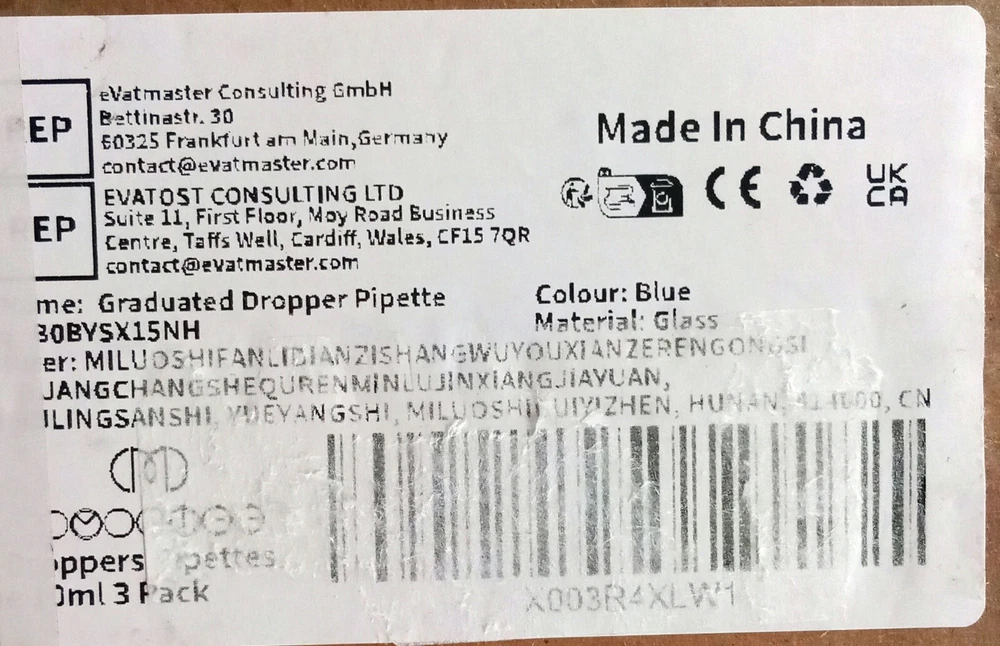 EP
eVatmaster Consulting GmbH
Bettinastr. 30
60325 Frankfurt am Main,Germany
contact@evatmaster.com
EP
EVATOST CONSULTING LTD
Suite 11, First Floor, Moy Road Business
Centre, Taffs Well, Cardiff, Wales, CF15 7QR
contact@evatmaster.com
Made In China
CE
UK
CA
me: Graduated Dropper Pipette
30BYSX15NH
Colour: Blue
Material: Glass
er: MILUOSHIFANLIDIANZISHANGWUYOUXIANZERENGONGSI
JANGCHANGSHEQURENMINLUJINXIANGJIAYUAN,
ILINGSANSHI, YUEYANGSHI, MILUOSHI HUNAN, CN
ppers
0ml 3 Pack
X003R4XLW1